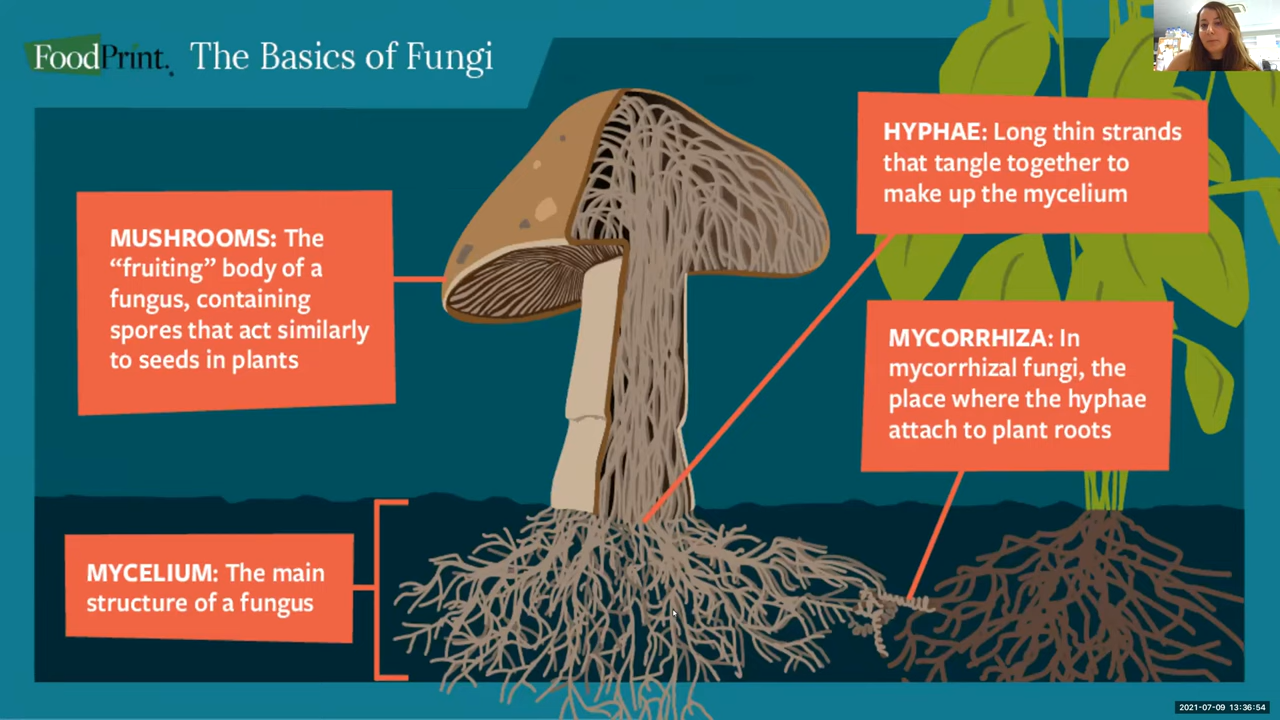 FoodPrint. The Basics of Fungi
HYPHAE: Long thin strands
that tangle together to
make up the mycelium
MUSHROOMS: The
“fruiting” body of a
fungus, containing
spores that act similarly
to seeds in plants
MYCORRHIZA: In
mycorrhizal fungi, the
place where the hyphae
attach to plant roots
MYCELIUM: The main
structure of a fungus
2021-07-09 13:36:54